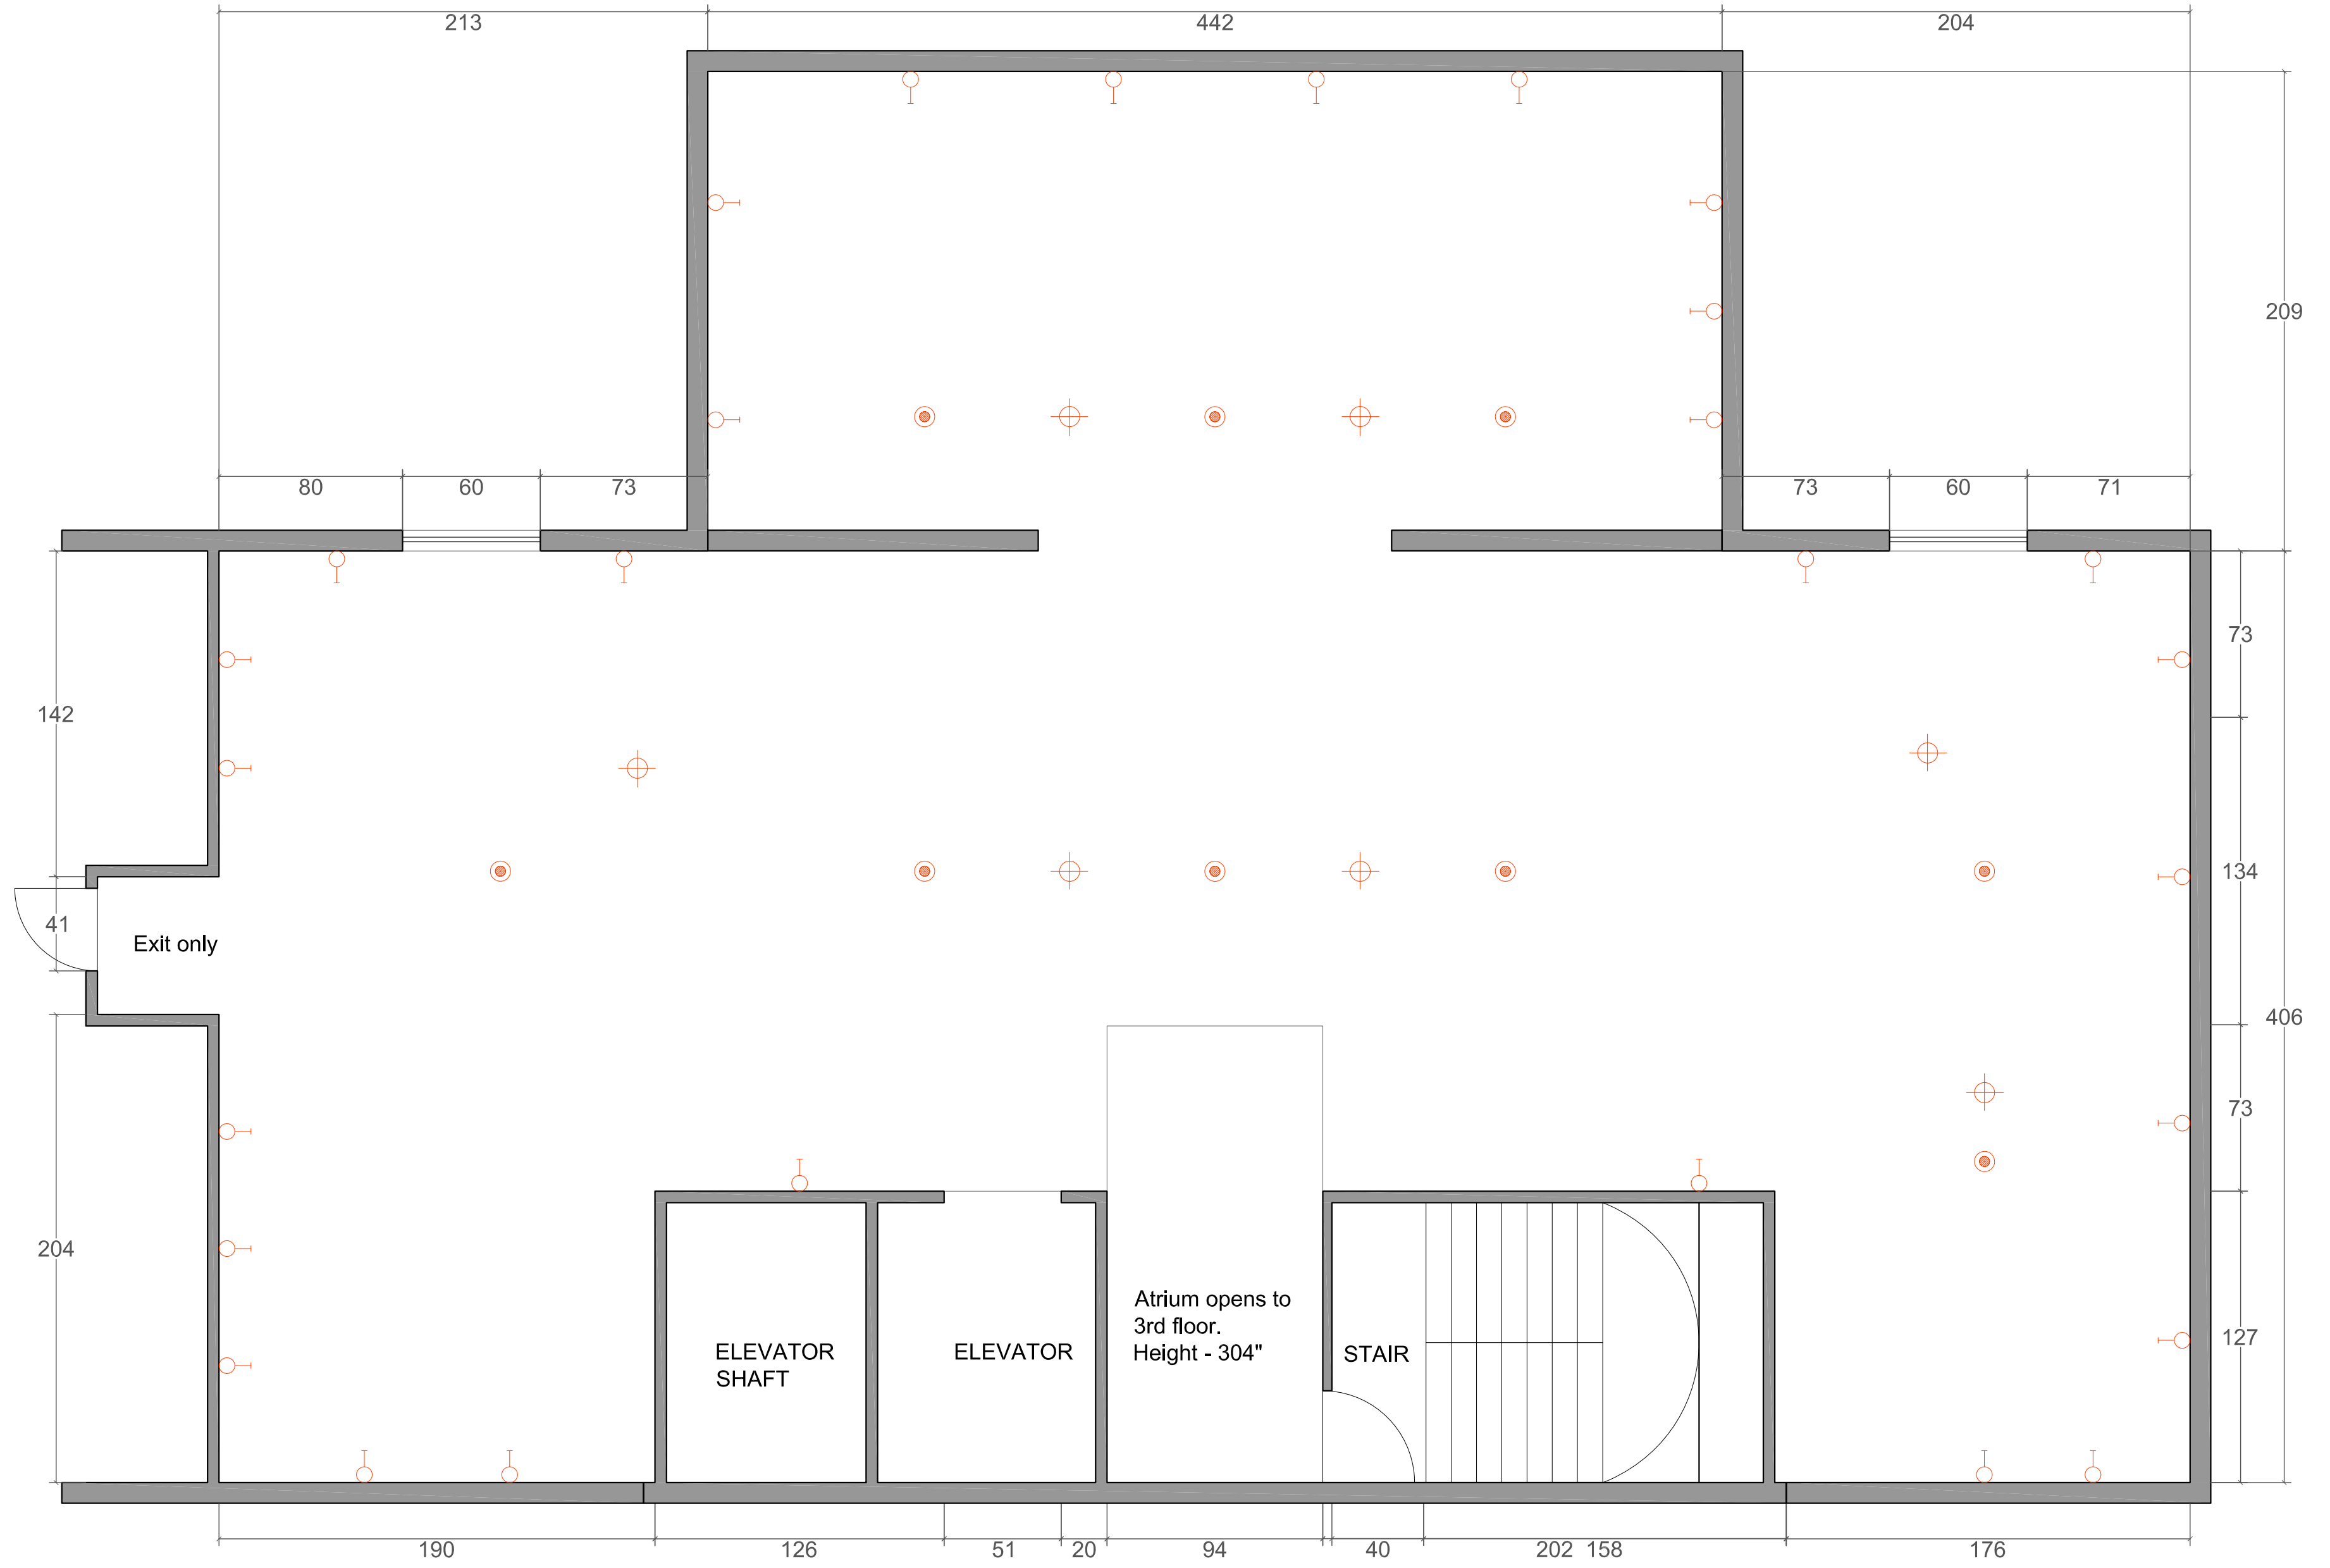 213 442 204
209
80 60 73 73 60 71
73
142
134
41
Exit only
406
73
204
Atrium opens to
3rd floor.
Height - 304"
127
ELEVATOR
SHAFT
ELEVATOR
STAIR
190 126 51 20 94 40 202 158 176